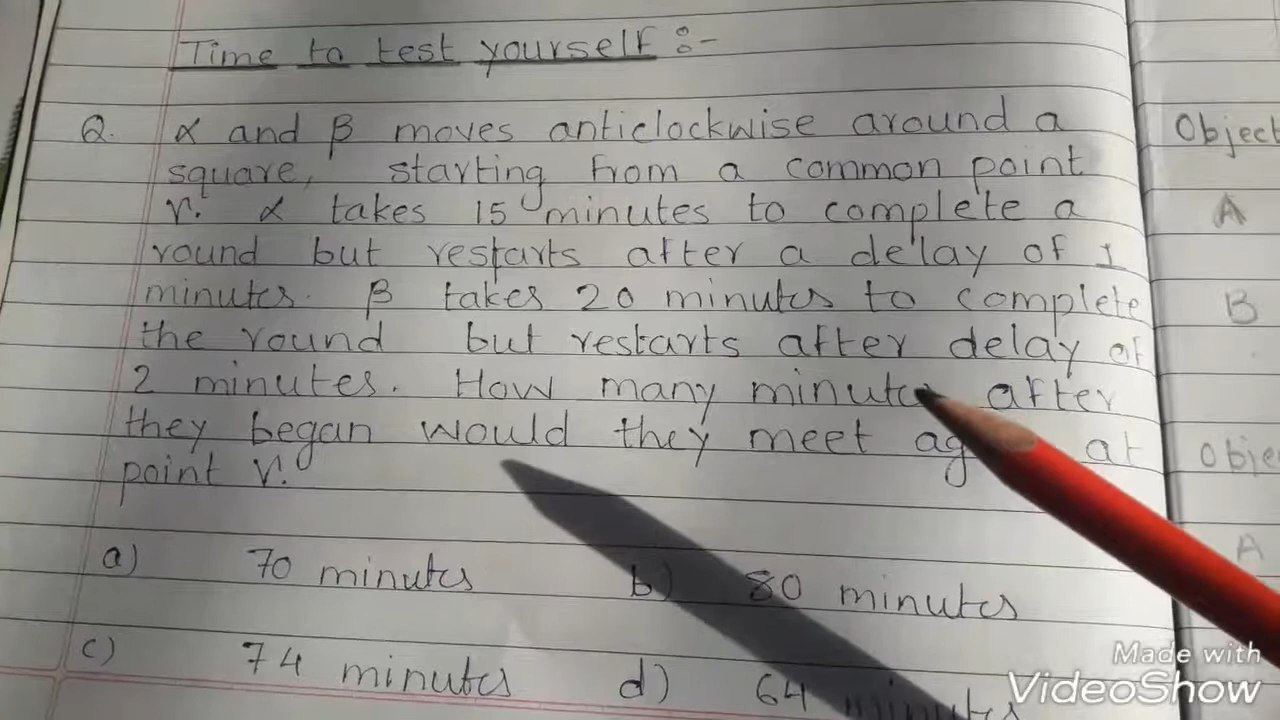 Time to test yourself :-
Q. α and β moves anticlockwise around a
square, starting from a common point
r. α takes 15 minutes to complete a
round but restarts after a delay of 1
minutes. β takes 20 minutes to complete
the round but restarts after delay of
2 minutes. How many minutes after
they began would they meet at
point r.
a) 70 minutes b) 80 minutes
c) 74 minutes d) 64 minutes
Object
A
B
A
Made with
VideoShow